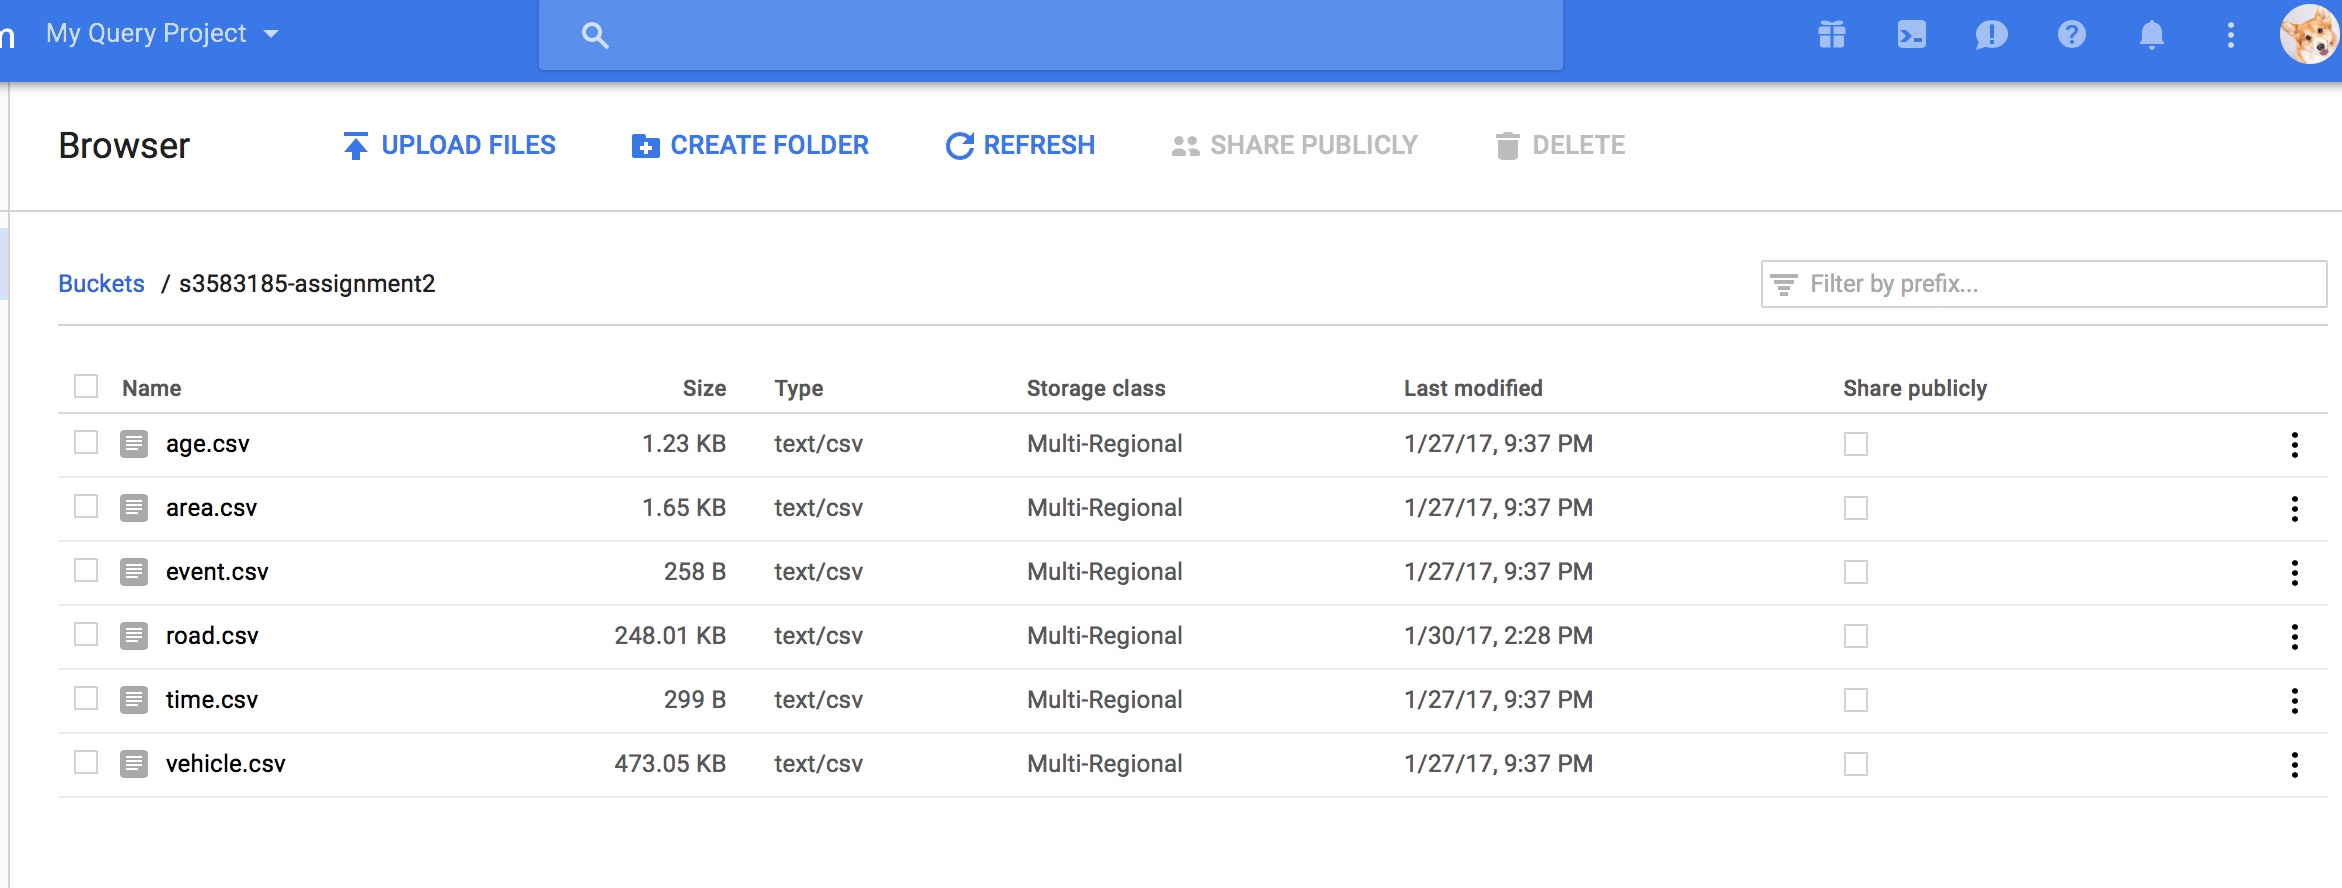 My Query Project
Browser UPLOAD FILES CREATE FOLDER REFRESH SHARE PUBLICLY DELETE
Buckets / s3583185-assignment2 Filter by prefix...
Name Size Type Storage class Last modified Share publicly
age.csv 1.23 KB text/csv Multi-Regional 1/27/17, 9:37 PM
area.csv 1.65 KB text/csv Multi-Regional 1/27/17, 9:37 PM
event.csv 258 B text/csv Multi-Regional 1/27/17, 9:37 PM
road.csv 248.01 KB text/csv Multi-Regional 1/30/17, 2:28 PM
time.csv 299 B text/csv Multi-Regional 1/27/17, 9:37 PM
vehicle.csv 473.05 KB text/csv Multi-Regional 1/27/17, 9:37 PM